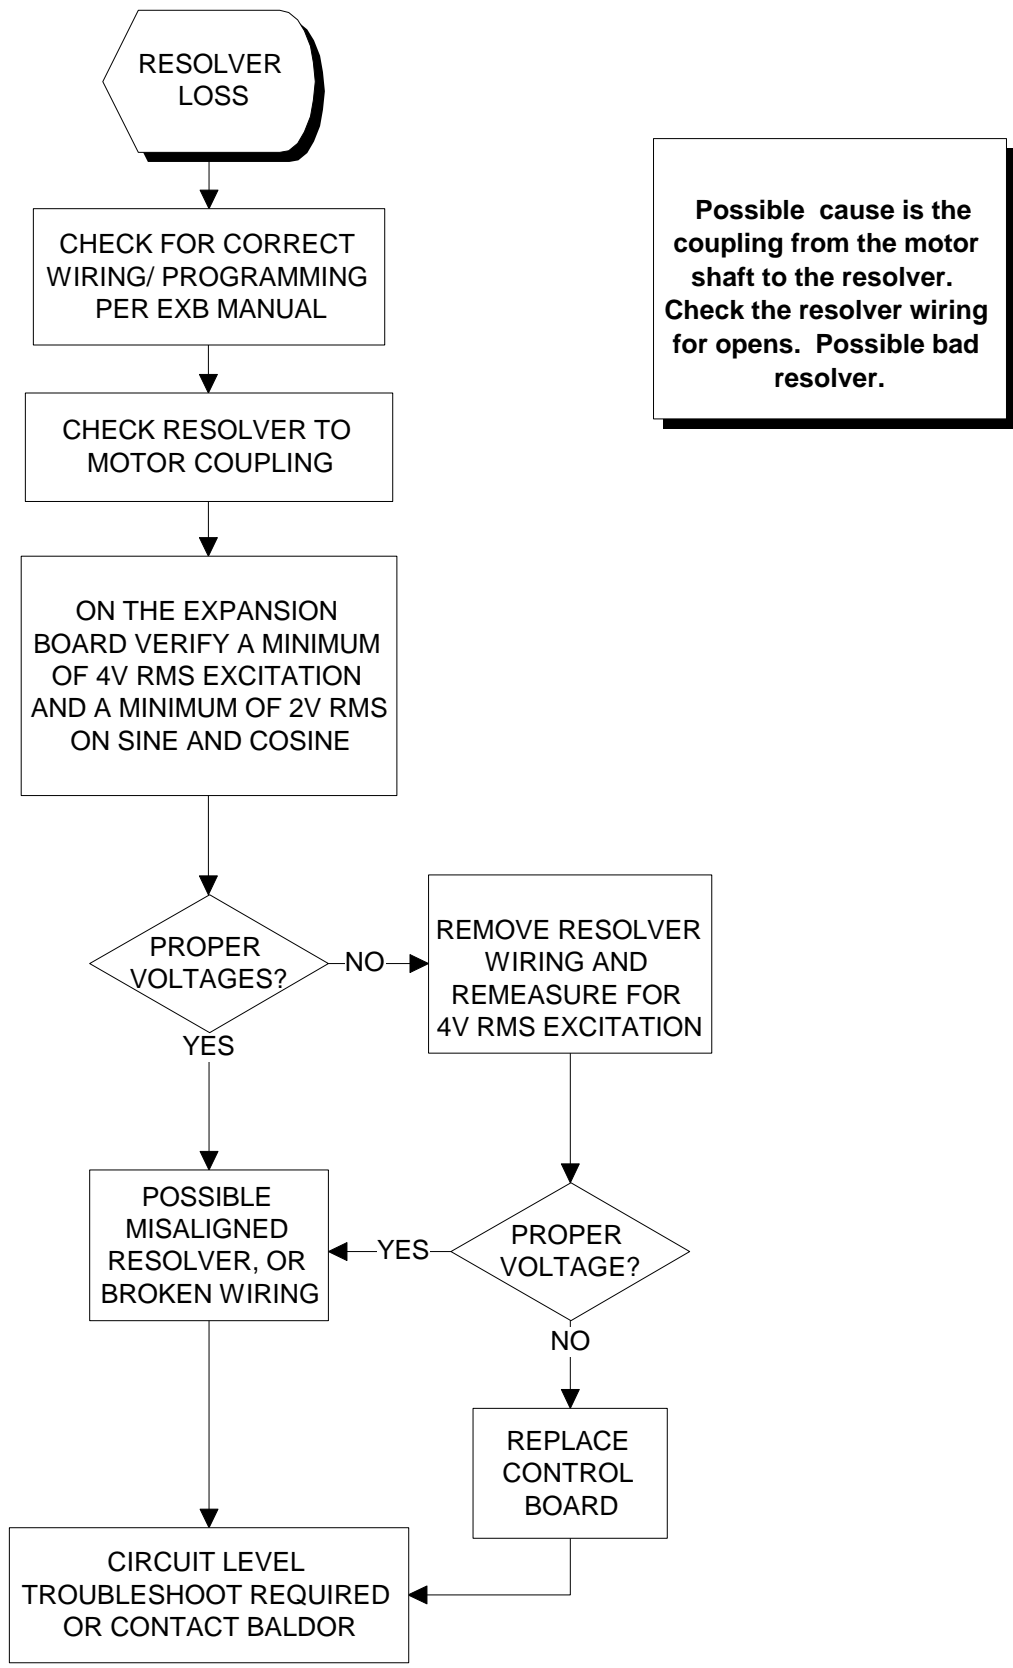 RESOLVER
LOSS
Possible cause is the
coupling from the motor
shaft to the resolver.
Check the resolver wiring
for opens. Possible bad
resolver.
CHECK FOR CORRECT
WIRING/ PROGRAMMING
PER EXB MANUAL
CHECK RESOLVER TO
MOTOR COUPLING
ON THE EXPANSION
BOARD VERIFY A MINIMUM
OF 4V RMS EXCITATION
AND A MINIMUM OF 2V RMS
ON SINE AND COSINE
PROPER
VOLTAGES?
NO
REMOVE RESOLVER
WIRING AND
REMEASURE FOR
4V RMS EXCITATION
YES
POSSIBLE
MISALIGNED
RESOLVER, OR
BROKEN WIRING
YES
PROPER
VOLTAGE?
NO
REPLACE
CONTROL
BOARD
CIRCUIT LEVEL
TROUBLESHOOT REQUIRED
OR CONTACT BALDOR